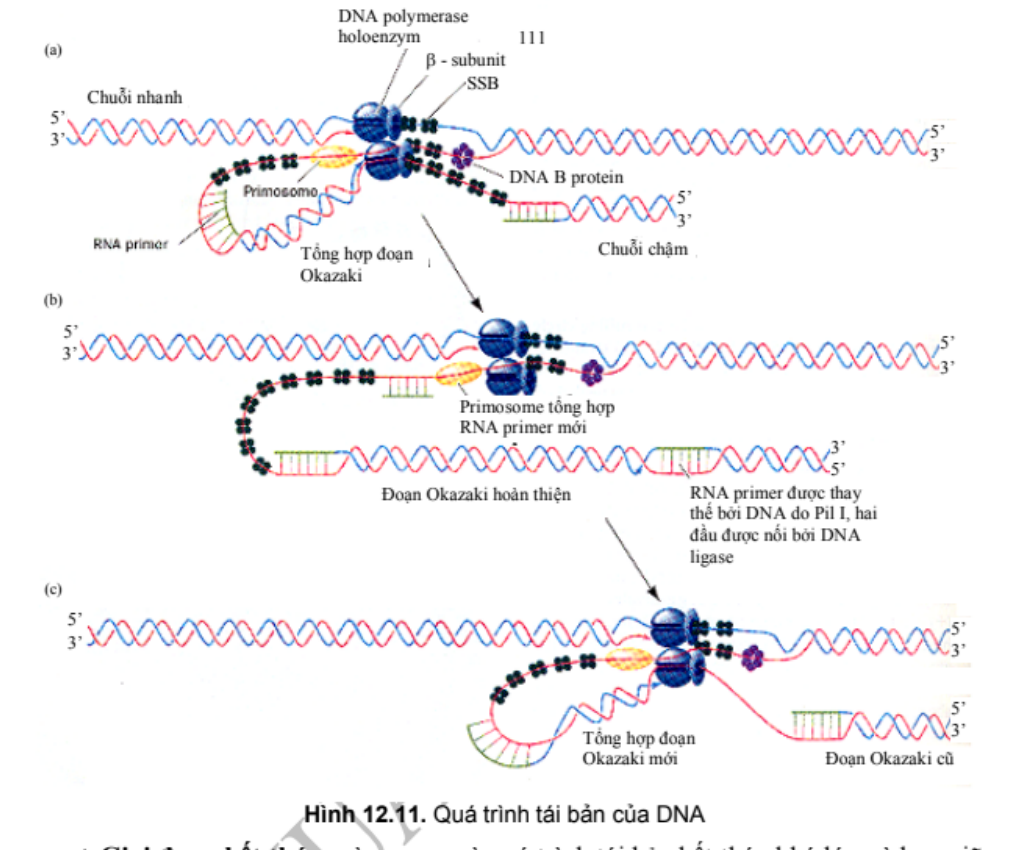 DNA polymerase
holoenzym
111
(a)
β - subunit
SSB
Chuỗi nhanh
5’
3’
5’
3’
DNA B protein
Primosome
5’
3’
RNA primer
Tổng hợp đoạn
Okazaki
Chuỗi chậm
(b)
5’
3’
5’
3’
Primosome tổng hợp
RNA primer mới
3’
5’
Đoạn Okazaki hoàn thiện
RNA primer được thay
thế bởi DNA do Pil I, hai
đầu được nối bởi DNA
ligase
(c)
5’
3’
5’
3’
5’
3’
Tổng hợp đoạn
Okazaki mới
Đoạn Okazaki cũ
Hình 12.11. Quá trình tái bản của DNA